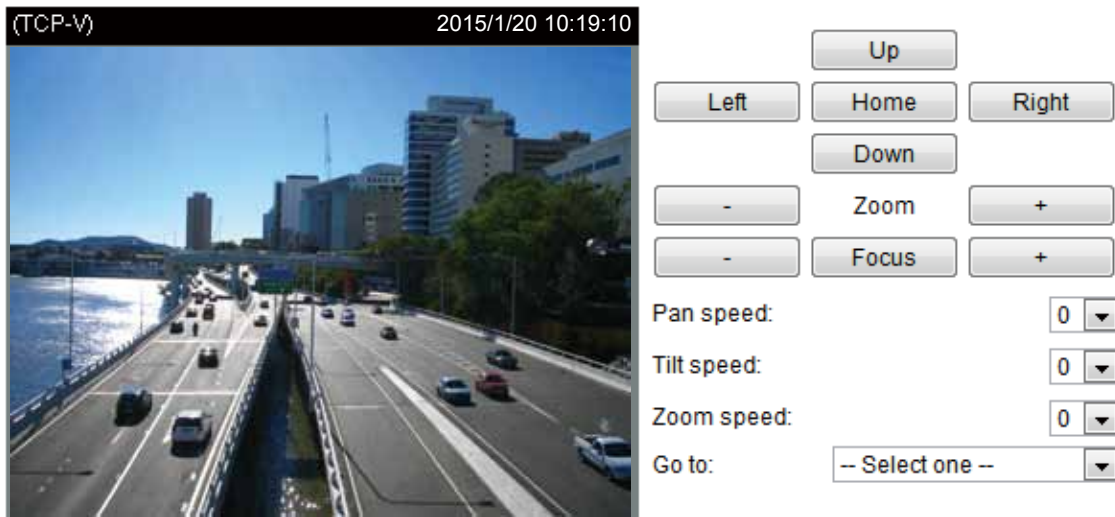 (TCP-V) 2015/1/20 10:19:10
Up
Left Home Right
Down
- Zoom +
- Focus +
Pan speed: 0
Tilt speed: 0
Zoom speed: 0
Go to: -- Select one --